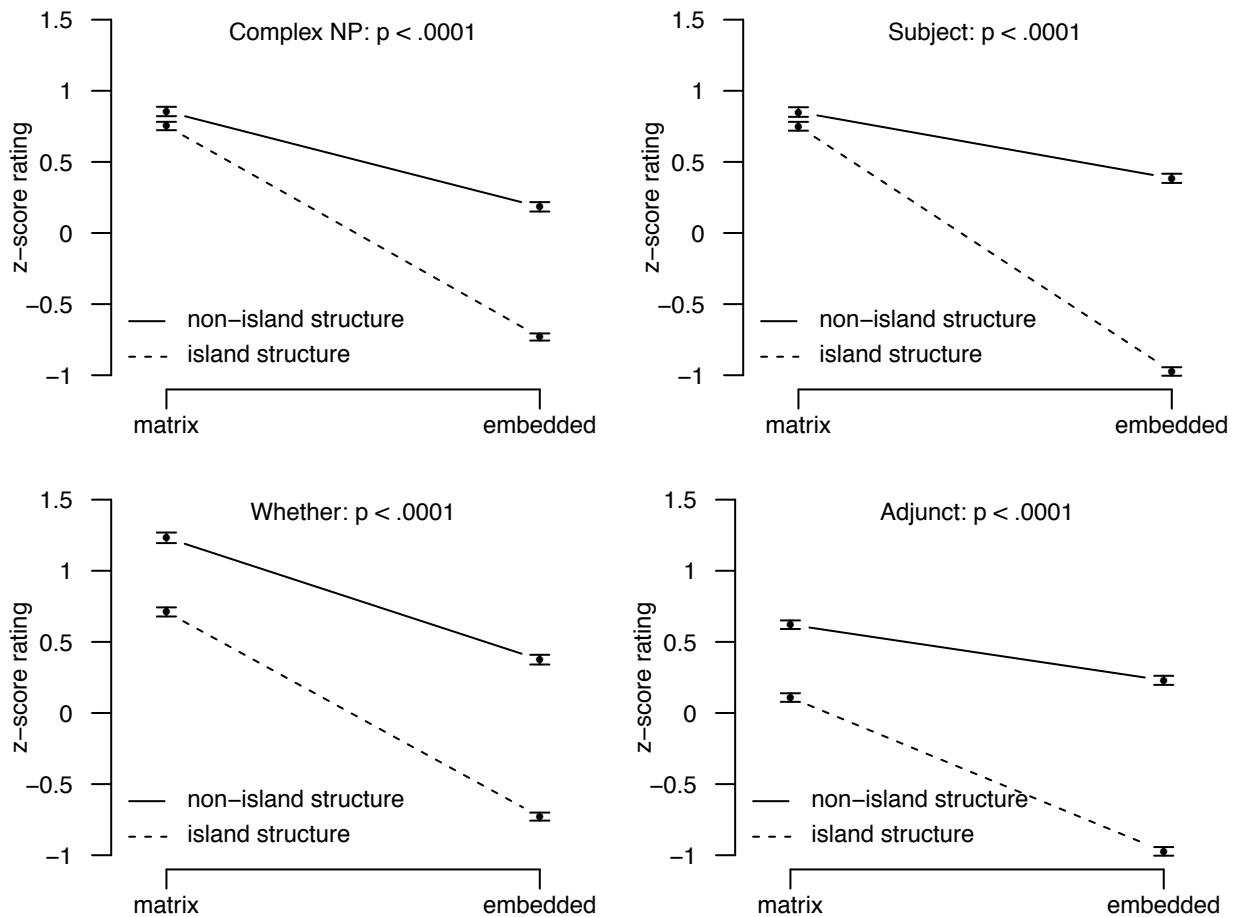 Complex NP: p < .0001
z−score rating
1.5
1
0.5
0
−0.5
−1
non−island structure
island structure
matrix
embedded
Subject: p < .0001
z−score rating
1.5
1
0.5
0
−0.5
−1
non−island structure
island structure
matrix
embedded
Whether: p < .0001
z−score rating
1.5
1
0.5
0
−0.5
−1
non−island structure
island structure
matrix
embedded
Adjunct: p < .0001
z−score rating
1.5
1
0.5
0
−0.5
−1
non−island structure
island structure
matrix
embedded